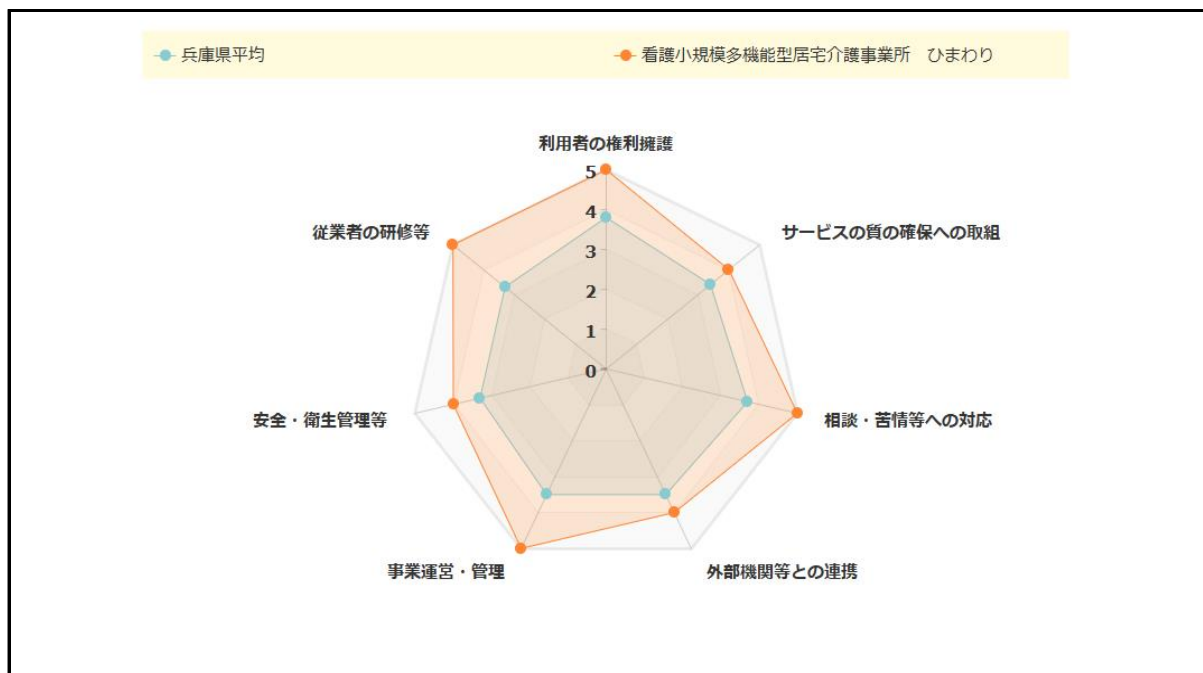 兵庫県平均
看護小規模多機能型居宅介護事業所　ひまわり
利用者の権利擁護
5
従業者の研修等
サービスの質の確保への取組
4
3
2
1
0
安全・衛生管理等
相談・苦情等への対応
事業運営・管理
外部機関等との連携